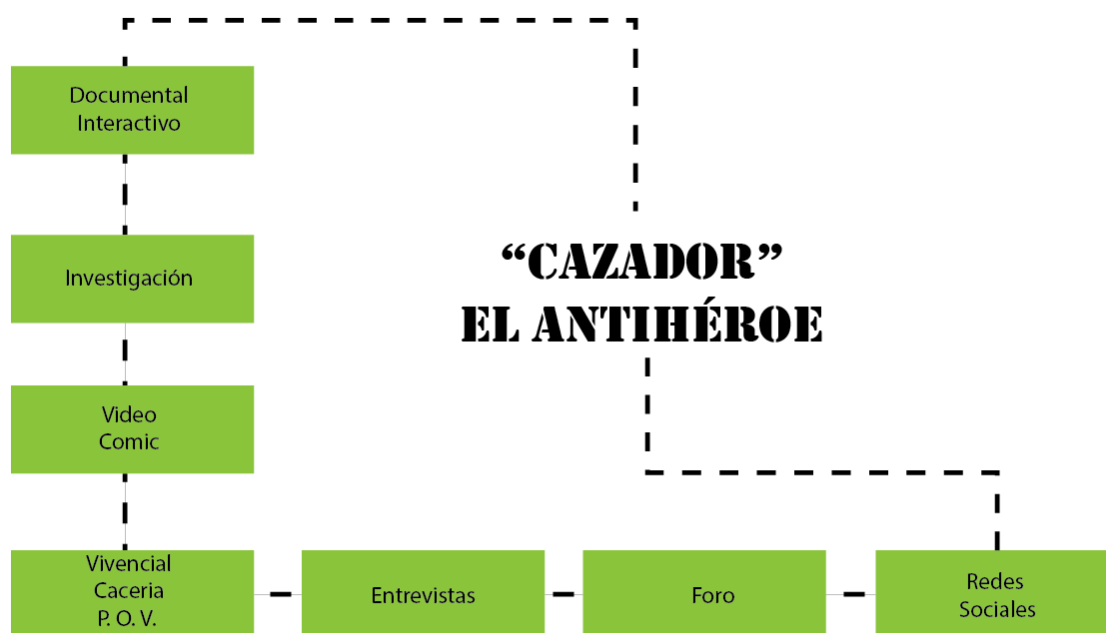 Documental
Interactivo
Investigación
“CAZADOR”
EL ANTIHÉROE
Video
Comic
Vivencial
Caceria
P. O. V.
Entrevistas
Foro
Redes
Sociales